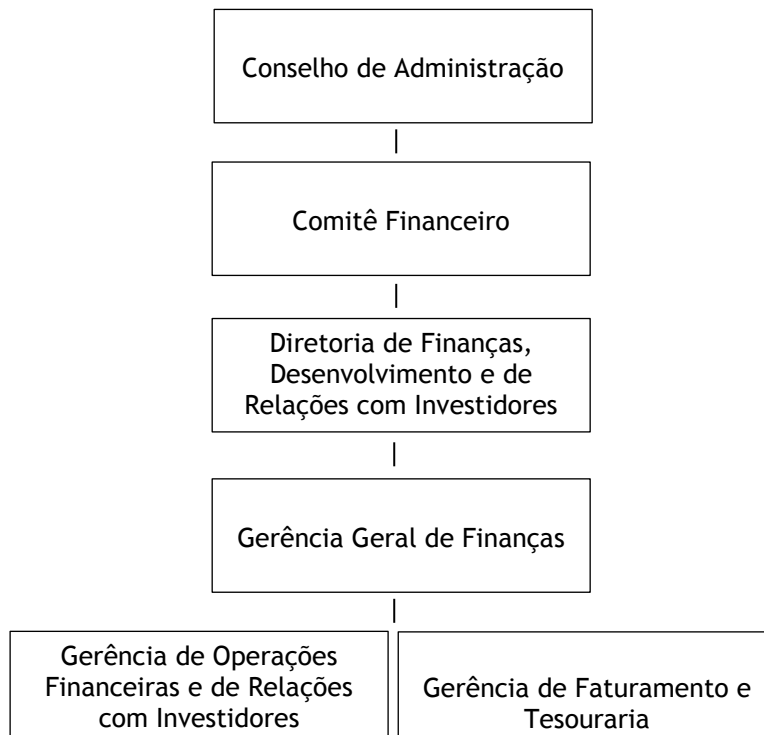 Conselho de Administração
Comitê Financeiro
Diretoria de Finanças,
Desenvolvimento e de
Relações com Investidores
Gerência Geral de Finanças
Gerência de Operações
Financeiras e de Relações
com Investidores
Gerência de Faturamento e
Tesouraria